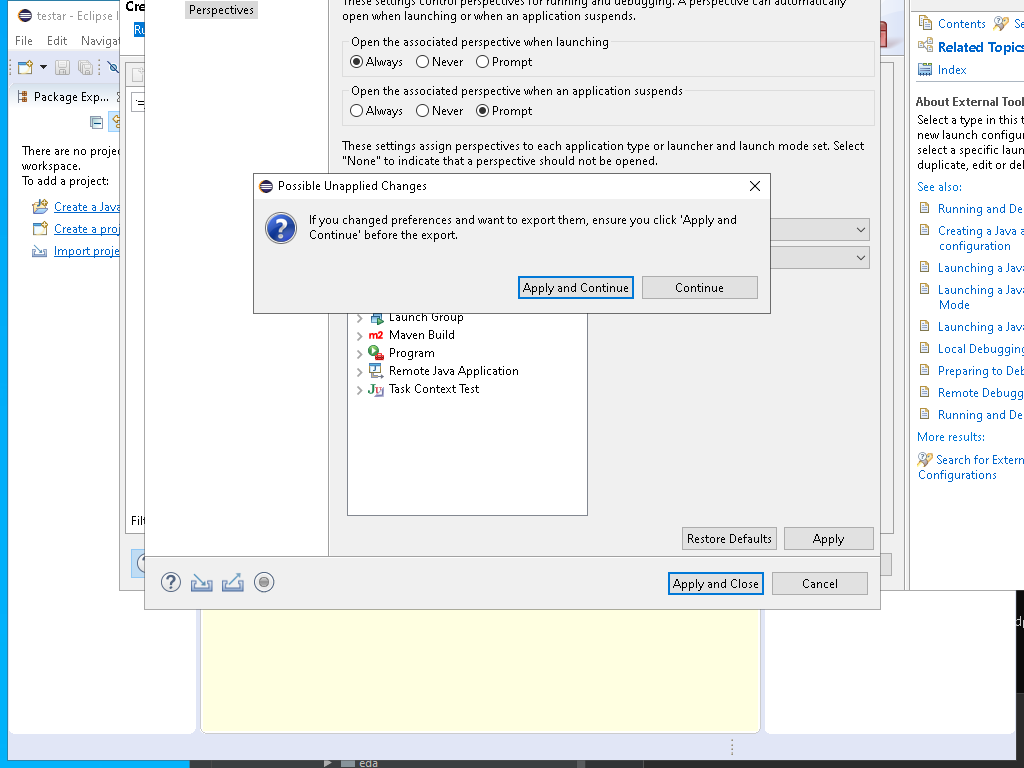 testar - Eclipse
File Edit Navigat
Package Exp...
There are no proje
workspace.
To add a project:
Create a Java
Create a proj
Import proje
Cre
Filt
Perspectives
These settings control perspectives for running and debugging. A perspective can automatically
open when launching or when an application suspends.
Open the associated perspective when launching
Always Never Prompt
Open the associated perspective when an application suspends
Always Never Prompt
These settings assign perspectives to each application type or launcher and launch mode set. Select
"None" to indicate that a perspective should not be opened.
Possible Unapplied Changes
If you changed preferences and want to export them, ensure you click 'Apply and
Continue' before the export.
Apply and Continue Continue
Launch Group
m2 Maven Build
Program
Remote Java Application
Ju Task Context Test
Restore Defaults Apply
Apply and Close Cancel
Contents Se
Related Topics
Index
About External Tool
Select a type in this t
new launch configur
select a specific laun
duplicate, edit or del
See also:
Running and De
Creating a Java a
configuration
Launching a Java
Launching a Java
Mode
Launching a Java
Local Debugging
Preparing to Deb
Remote Debugg
Running and De
More results:
Search for Extern
Configurations
eda